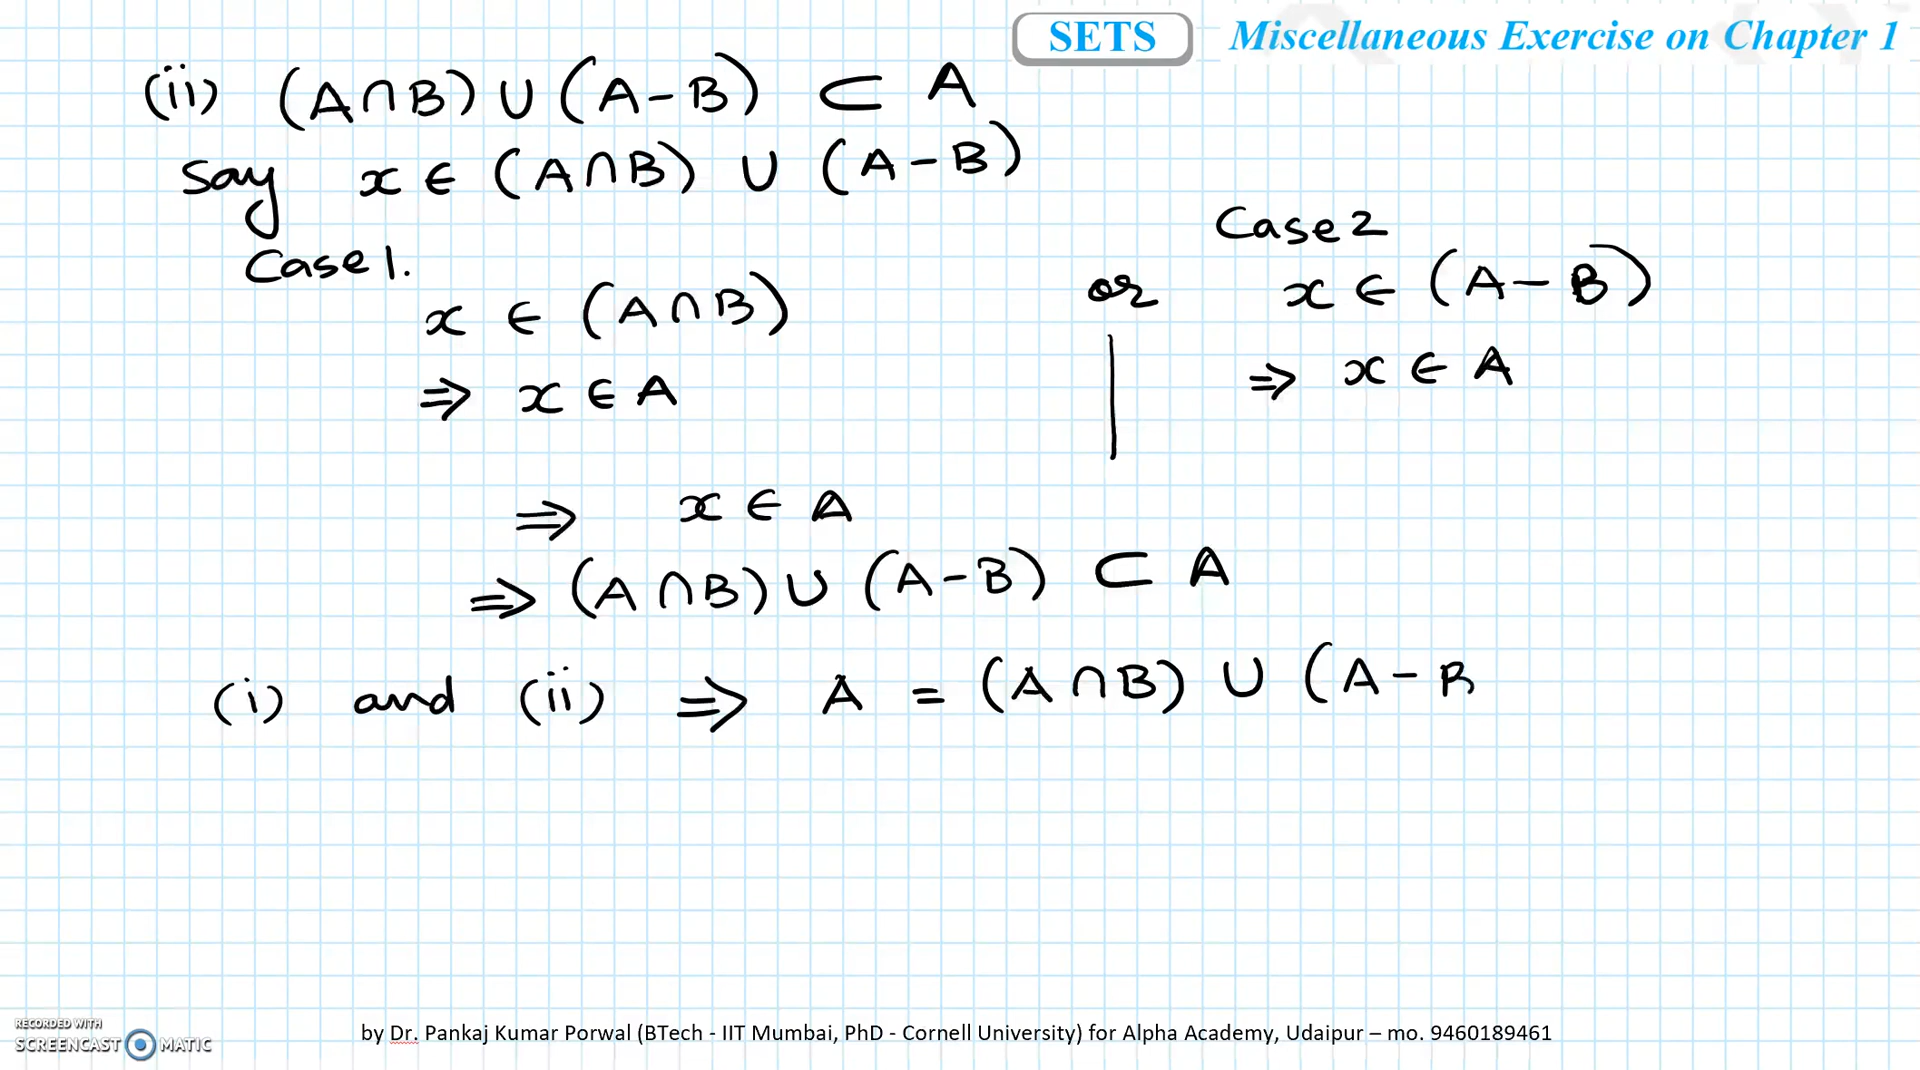 SETS Miscellaneous Exercise on Chapter 1
(ii) (A∩B) ∪ (A-B) ⊂ A
Say x ∈ (A∩B) ∪ (A-B)
Case 1.
x ∈ (A∩B)
⇒ x ∈ A
or
Case 2
x ∈ (A-B)
⇒ x ∈ A
⇒ x ∈ A
⇒ (A∩B) ∪ (A-B) ⊂ A
(i) and (ii) ⇒ A = (A∩B) ∪ (A-B
RECORDED WITH
SCREENCAST MATIC
by Dr. Pankaj Kumar Porwal (BTech - IIT Mumbai, PhD - Cornell University) for Alpha Academy, Udaipur – mo. 9460189461